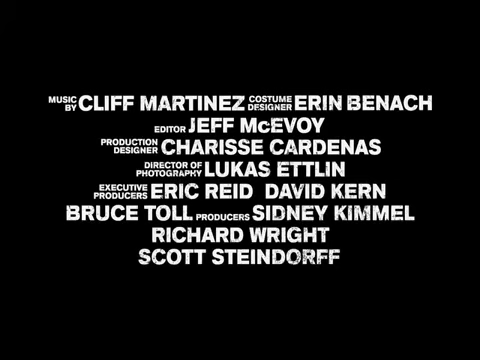 MUSIC BY CLIFF MARTINEZ COSTUME DESIGNER ERIN BENACH
EDITOR JEFF McEVOY
PRODUCTION DESIGNER CHARISSE CARDENAS
DIRECTOR OF PHOTOGRAPHY LUKAS ETTLIN
EXECUTIVE PRODUCERS ERIC REID DAVID KERN
BRUCE TOLL PRODUCERS SIDNEY KIMMEL
RICHARD WRIGHT
SCOTT STEINDORFF